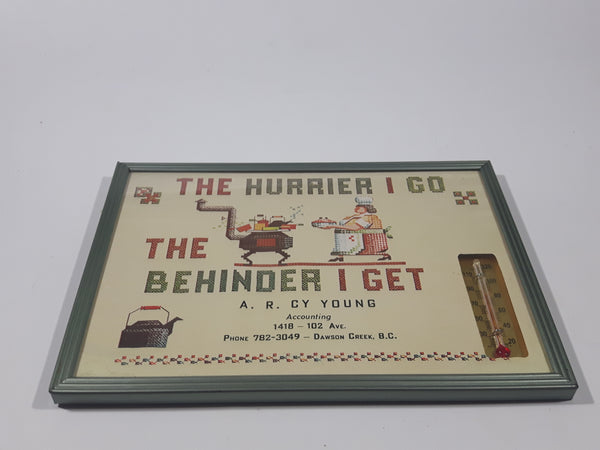 THE HURRIER I GO
THE
BEHINDER I GET
A. R. CY YOUNG
Accounting
1418 – 102 Ave.
Phone 782-3049 – Dawson Creek, B.C.